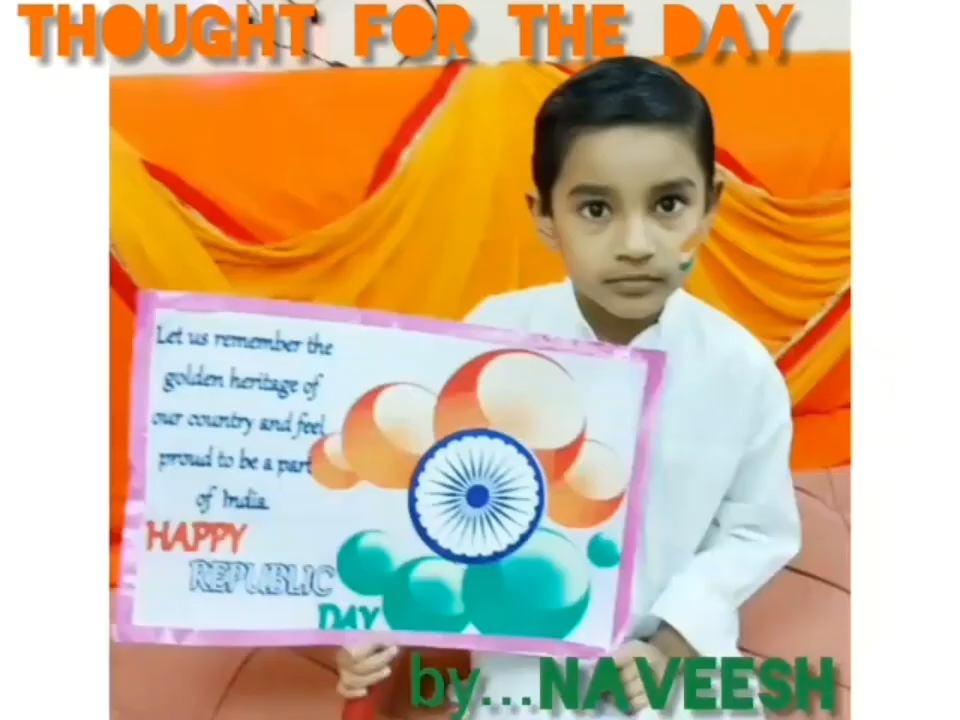 THOUGHT FOR THE DAY
Let us remember the
golden heritage of
our country and feel
proud to be a part
of India.
HAPPY
REPUBLIC
DAY
by...NAVEESH